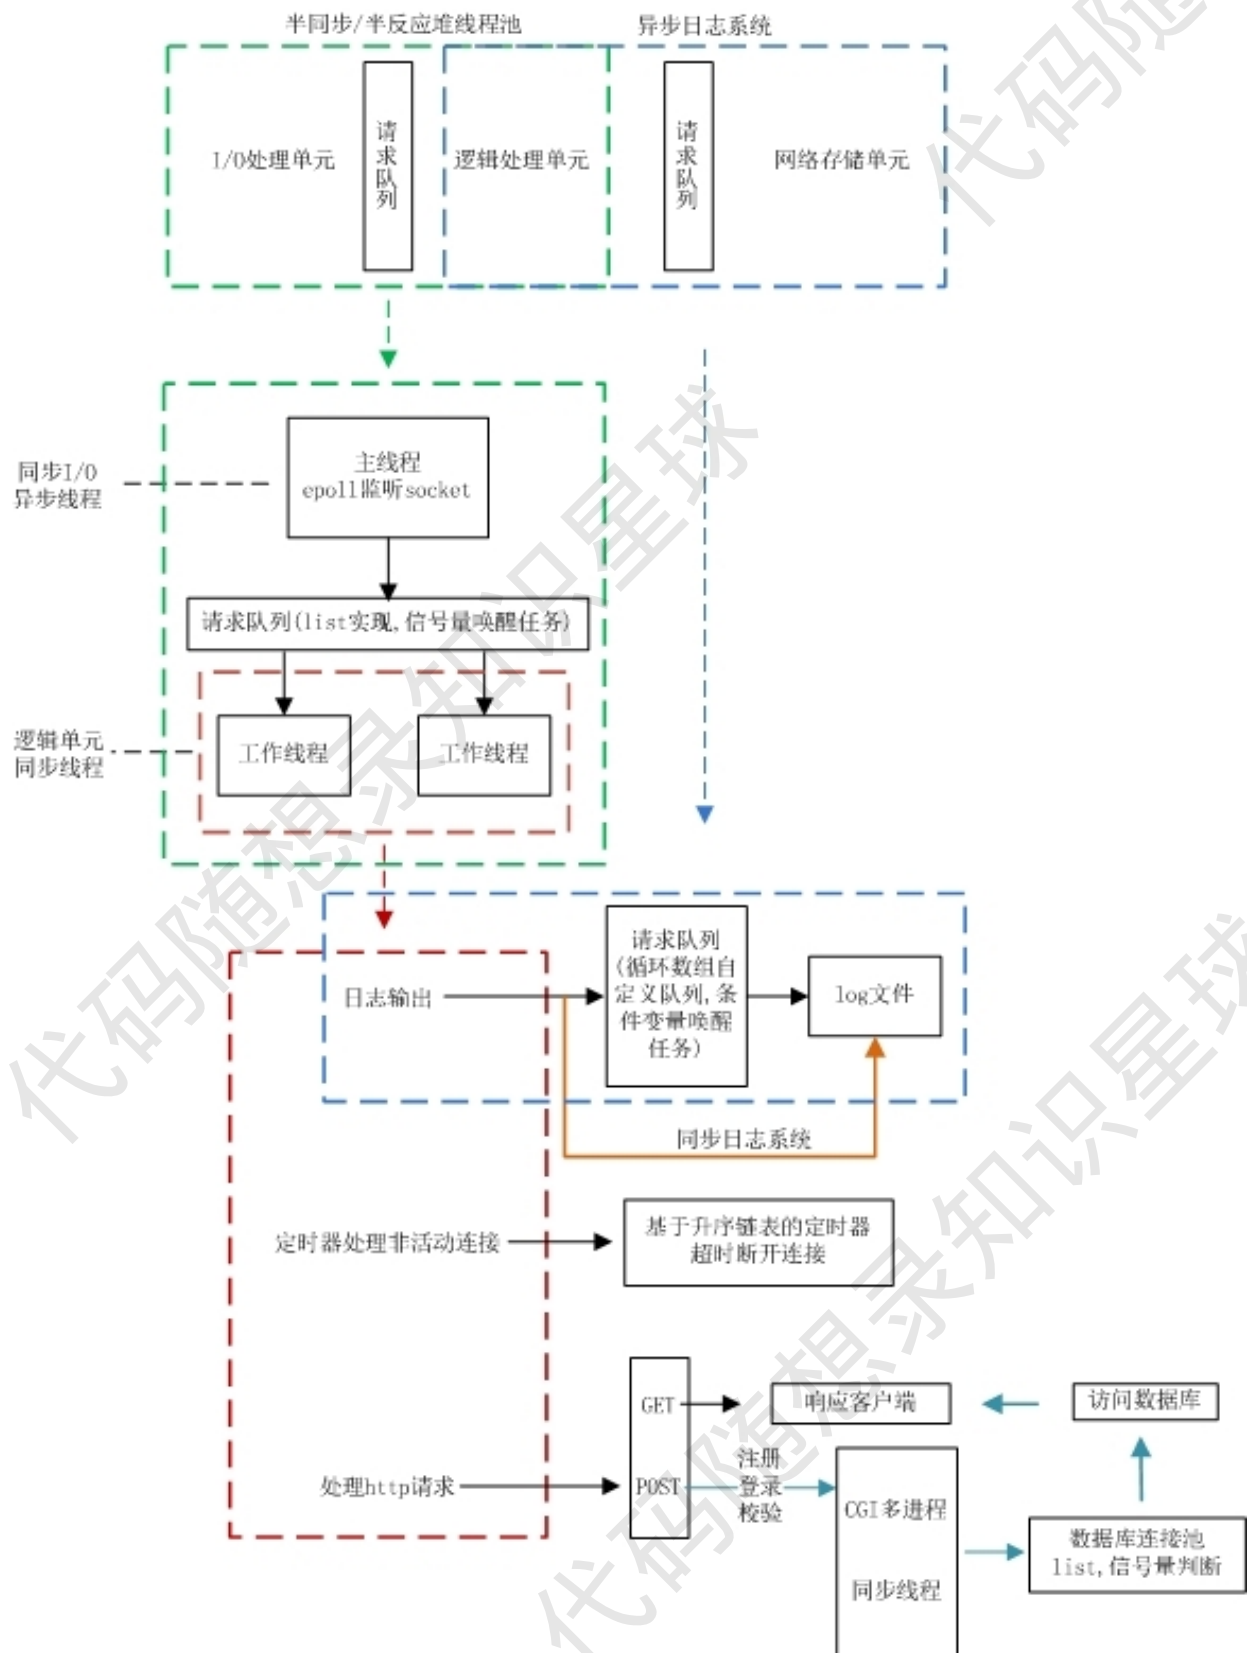 半同步/半反应堆线程池
异步日志系统
I/O处理单元
请
求
队
列
逻辑处理单元
请
求
队
列
网络存储单元
同步I/O
异步线程
主线程
epoll监听socket
请求队列(list实现,信号量唤醒任务)
逻辑单元
同步线程
工作线程
工作线程
日志输出
请求队列
(循环数组自
定义队列,条
件变量唤醒
任务)
log文件
同步日志系统
定时器处理非活动连接
基于升序链表的定时器
超时断开连接
处理http请求
GET
POST
响应客户端
访问数据库
注册
登录
校验
CGI多进程
同步线程
数据库连接池
list,信号量判断
代码随
代码随想录知识星球
代码随想录知识星球